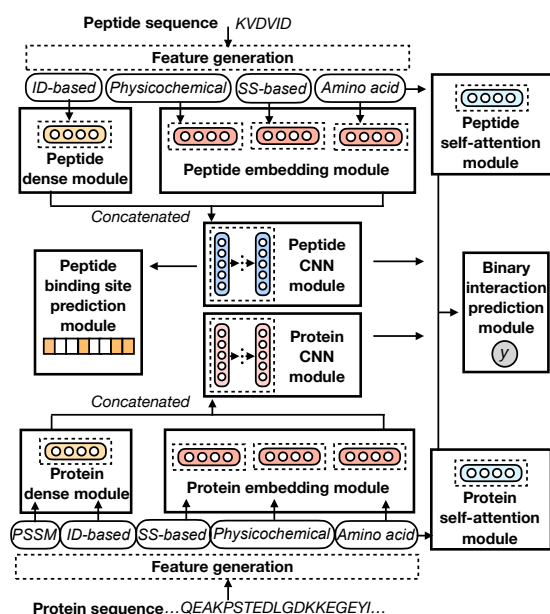 Peptide sequence KVDVID
Feature generation
ID-based Physicochemical SS-based Amino acid
Peptide
dense module
Peptide embedding module
Peptide
self-attention
module
Concatenated
Peptide
CNN
module
Peptide
binding site
prediction
module
Binary
interaction
prediction
module
y
Protein
CNN
module
Concatenated
Protein
dense module
Protein embedding module
Protein
self-attention
module
PSSM ID-based SS-based Physicochemical Amino acid
Feature generation
Protein sequence...QEAKPSTEDLGDKKEGEYI...